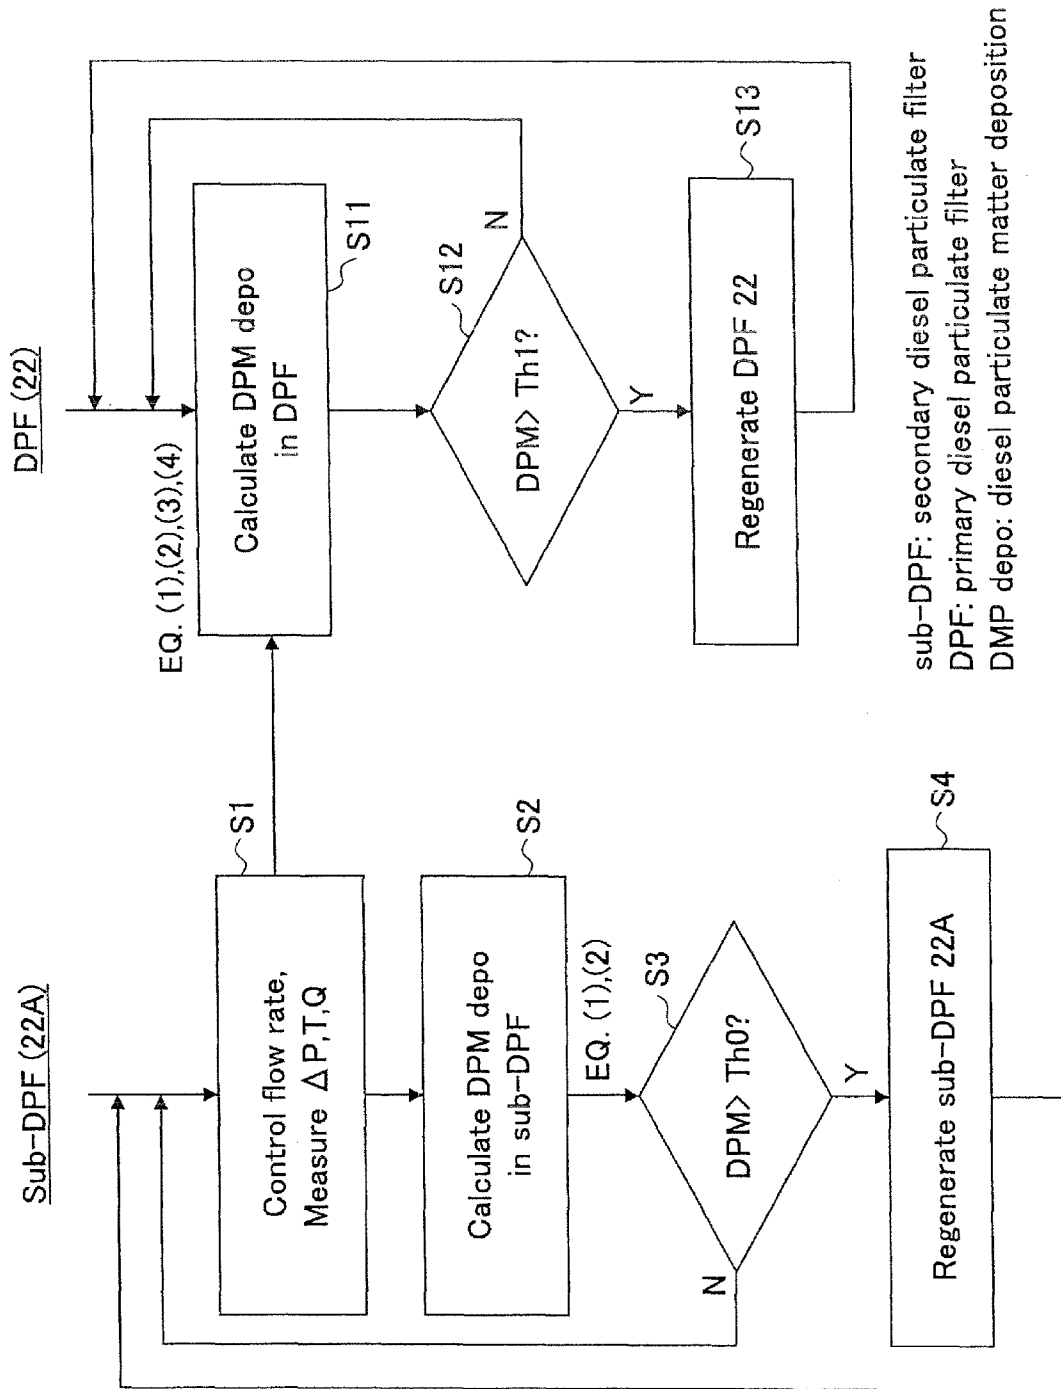 Sub-DPF (22A)
Control flow rate,
Measure ΔP,T,Q
S1
Calculate DPM depo
in sub-DPF
S2
EQ. (1),(2)
DPM> Th0?
S3
N
Y
Regenerate sub-DPF 22A
S4
DPF (22)
EQ. (1),(2),(3),(4)
Calculate DPM depo
in DPF
S11
DPM> Th1?
S12
N
Y
Regenerate DPF 22
S13
sub-DPF: secondary diesel particulate filter
DPF: primary diesel particulate filter
DMP depo: diesel particulate matter deposition